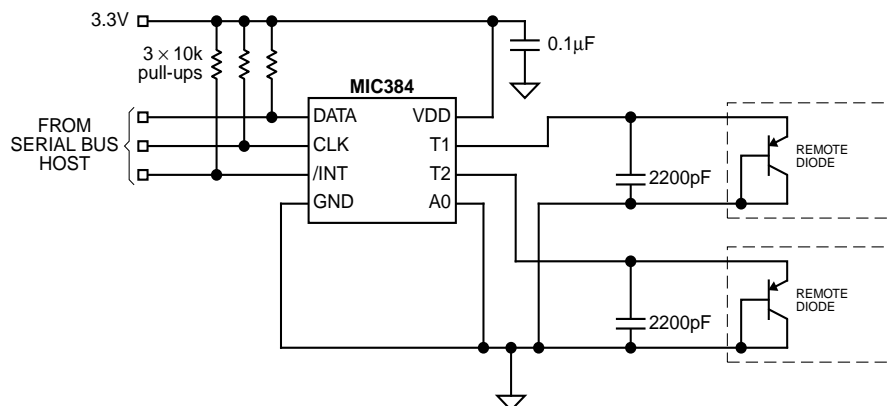 3.3V
3 × 10k
pull-ups
0.1µF
MIC384
FROM
SERIAL BUS
HOST
DATA
CLK
/INT
GND
VDD
T1
T2
A0
2200pF
REMOTE
DIODE
2200pF
REMOTE
DIODE